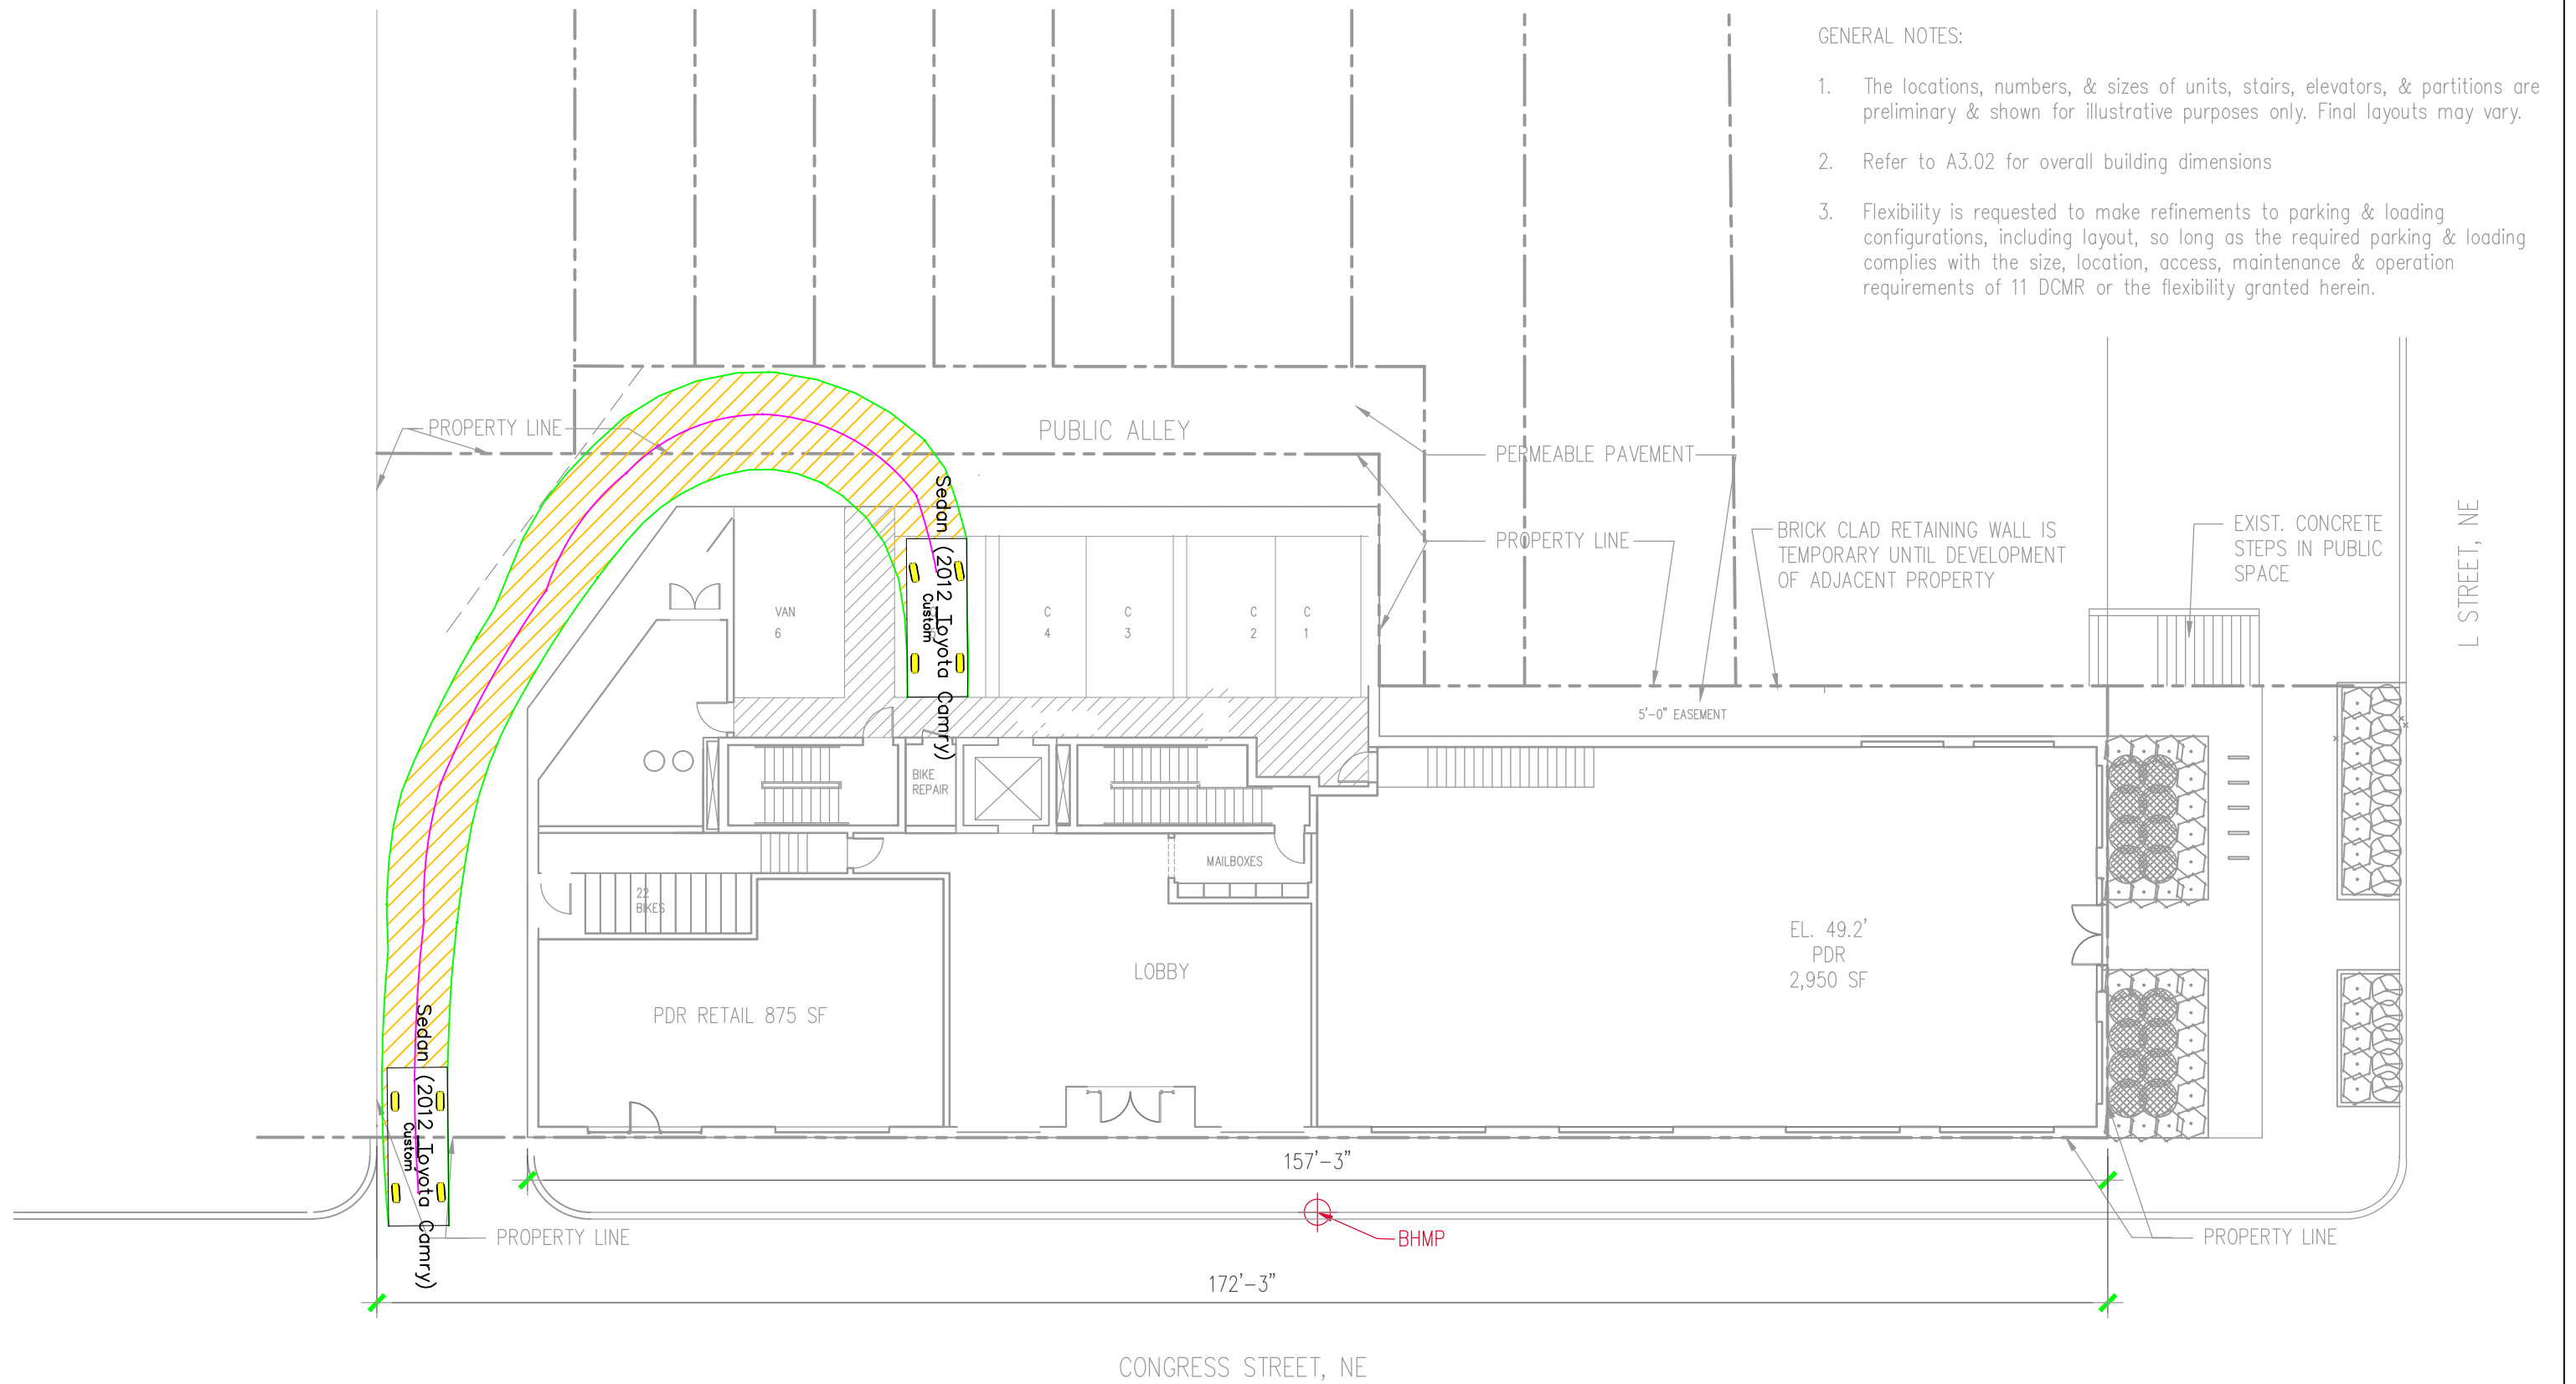 GENERAL NOTES:
1. The locations, numbers, & sizes of units, stairs, elevators, & partitions are
preliminary & shown for illustrative purposes only. Final layouts may vary.
2. Refer to A3.02 for overall building dimensions
3. Flexibility is requested to make refinements to parking & loading
configurations, including layout, so long as the required parking & loading
complies with the size, location, access, maintenance & operation
requirements of 11 DCMR or the flexibility granted herein.
PROPERTY LINE
PUBLIC ALLEY
PERMEABLE PAVEMENT
PROPERTY LINE
BRICK CLAD RETAINING WALL IS
TEMPORARY UNTIL DEVELOPMENT
OF ADJACENT PROPERTY
EXIST. CONCRETE
STEPS IN PUBLIC
SPACE
L STREET, NE
Sedan (2012 Toyota Camry)
Custom
VAN
6
C
4
C
3
C
2
C
1
5'-0" EASEMENT
BIKE
REPAIR
MAILBOXES
22
BIKES
LOBBY
PDR RETAIL 875 SF
EL. 49.2'
PDR
2,950 SF
Sedan (2012 Toyota Camry)
Custom
157'-3"
PROPERTY LINE
BHMP
PROPERTY LINE
172'-3"
CONGRESS STREET, NE